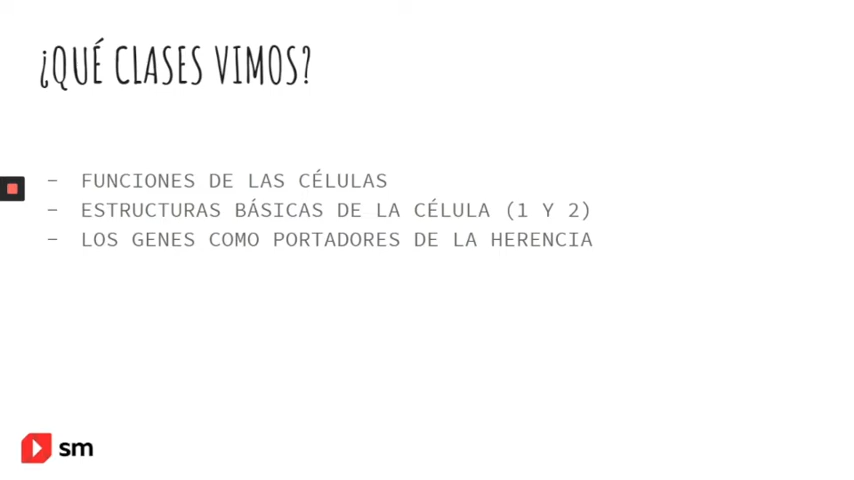 ¿QUÉ CLASES VIMOS?
- FUNCIONES DE LAS CÉLULAS
- ESTRUCTURAS BÁSICAS DE LA CÉLULA (1 Y 2)
- LOS GENES COMO PORTADORES DE LA HERENCIA
sm